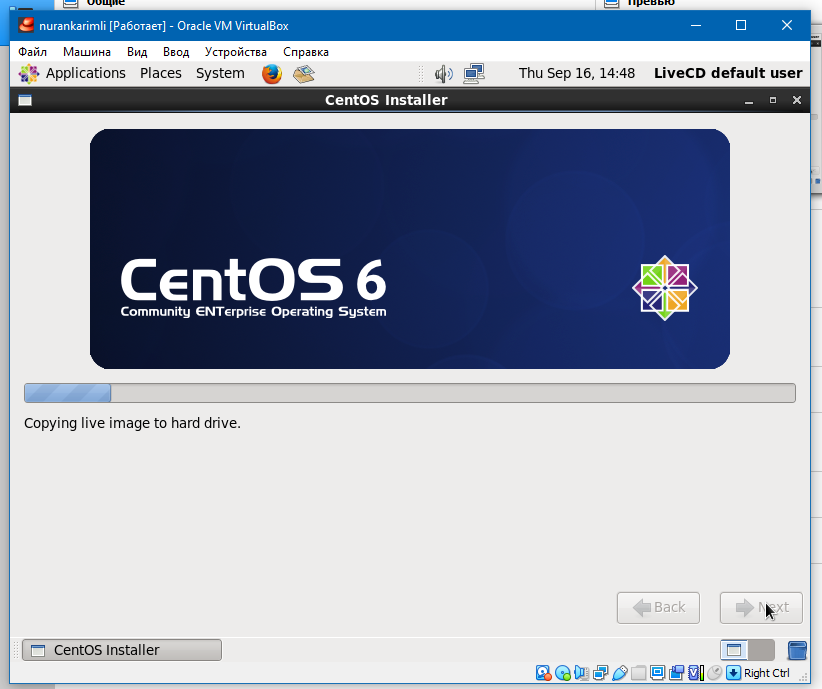 Общие
Превью
nurankarimli [Работает] - Oracle VM VirtualBox
Файл Машина Вид Ввод Устройства Справка
Applications Places System Thu Sep 16, 14:48 LiveCD default user
CentOS Installer
CentOS 6
Community ENTerprise Operating System
Copying live image to hard drive.
Back Next
CentOS Installer
Right Ctrl